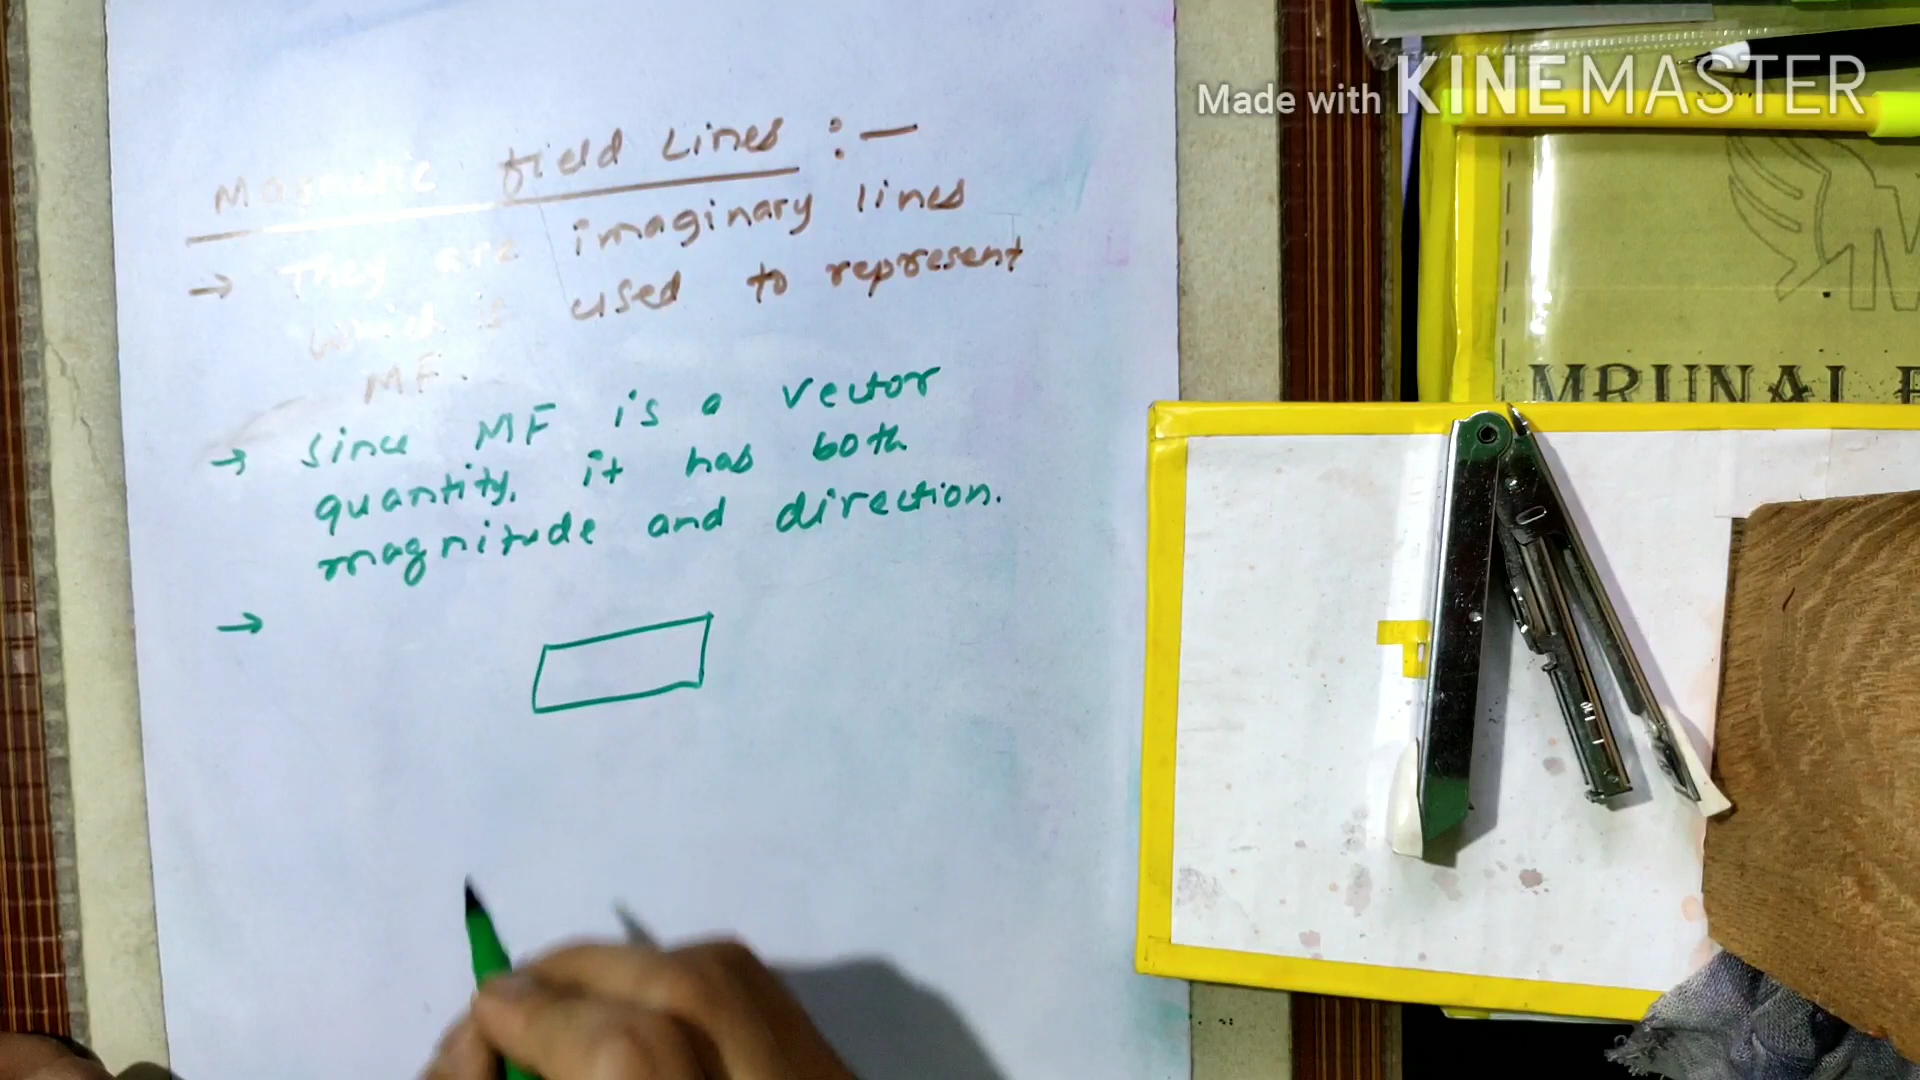 Made with KINEMASTER
Magnetic field Lines :-
→ They are imaginary lines
which is used to represent
MF.
→ Since MF is a vector
quantity, it has both
magnitude and direction.
→
MRUNAL